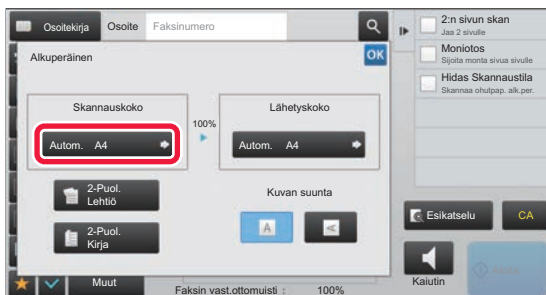 Osoitekirja
Osoite
Faksinumero
2:n sivun skan
Jaa 2 sivulle
Moniotos
Sijoita monta sivua sivulle
Hidas Skannaustila
Skannaa ohutpap. alk.per.
Alkuperäinen
OK
Skannauskoko
100%
Lähetyskoko
Autom. A4
Autom. A4
2-Puol.
Lehtiö
2-Puol.
Kirja
Kuvan suunta
A
A
Esikatselu
CA
Muut
Faksin vast.ottomuisti : 100%
Kaiutin